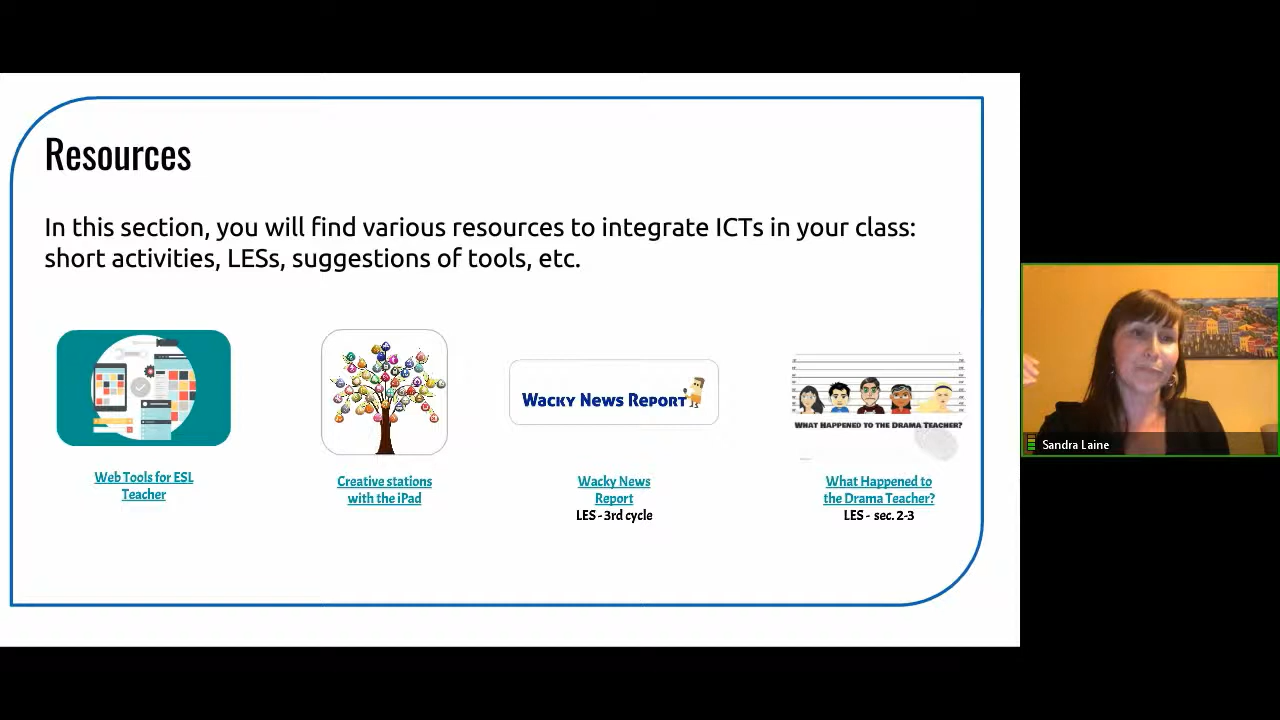 Resources
In this section, you will find various resources to integrate ICTs in your class:
short activities, LESs, suggestions of tools, etc.
Wacky News Report
What Happened to the Drama Teacher?
Web Tools for ESL
Teacher
Creative stations
with the iPad
Wacky News
Report
LES - 3rd cycle
What Happened to
the Drama Teacher?
LES - sec. 2-3
Sandra Laine